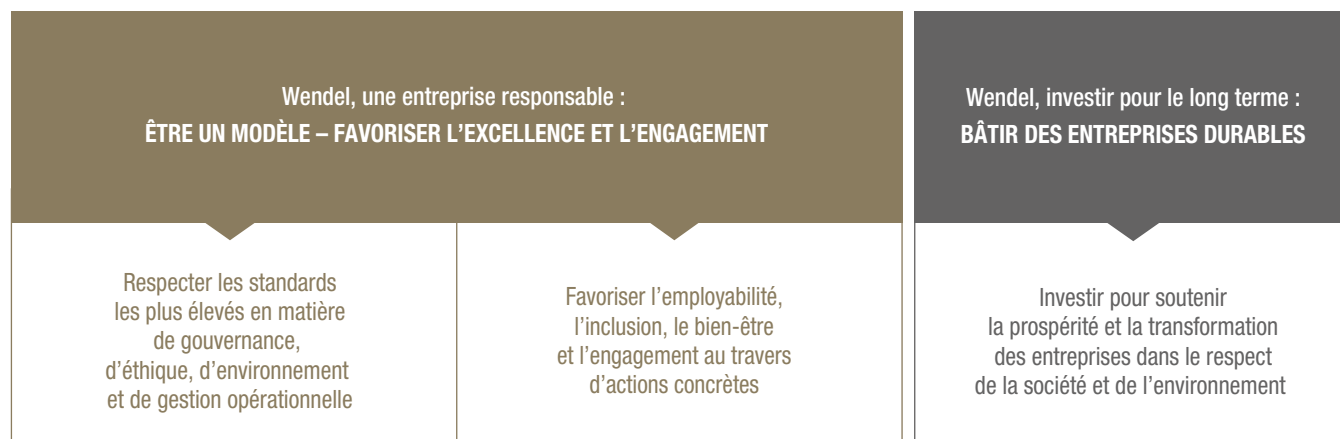 Wendel, une entreprise responsable :
ÊTRE UN MODÈLE – FAVORISER L’EXCELLENCE ET L’ENGAGEMENT
Wendel, investir pour le long terme :
BÂTIR DES ENTREPRISES DURABLES
Respecter les standards
les plus élevés en matière
de gouvernance,
d’éthique, d’environnement
et de gestion opérationnelle
Favoriser l’employabilité,
l’inclusion, le bien-être
et l’engagement au travers
d’actions concrètes
Investir pour soutenir
la prospérité et la transformation
des entreprises dans le respect
de la société et de l’environnement